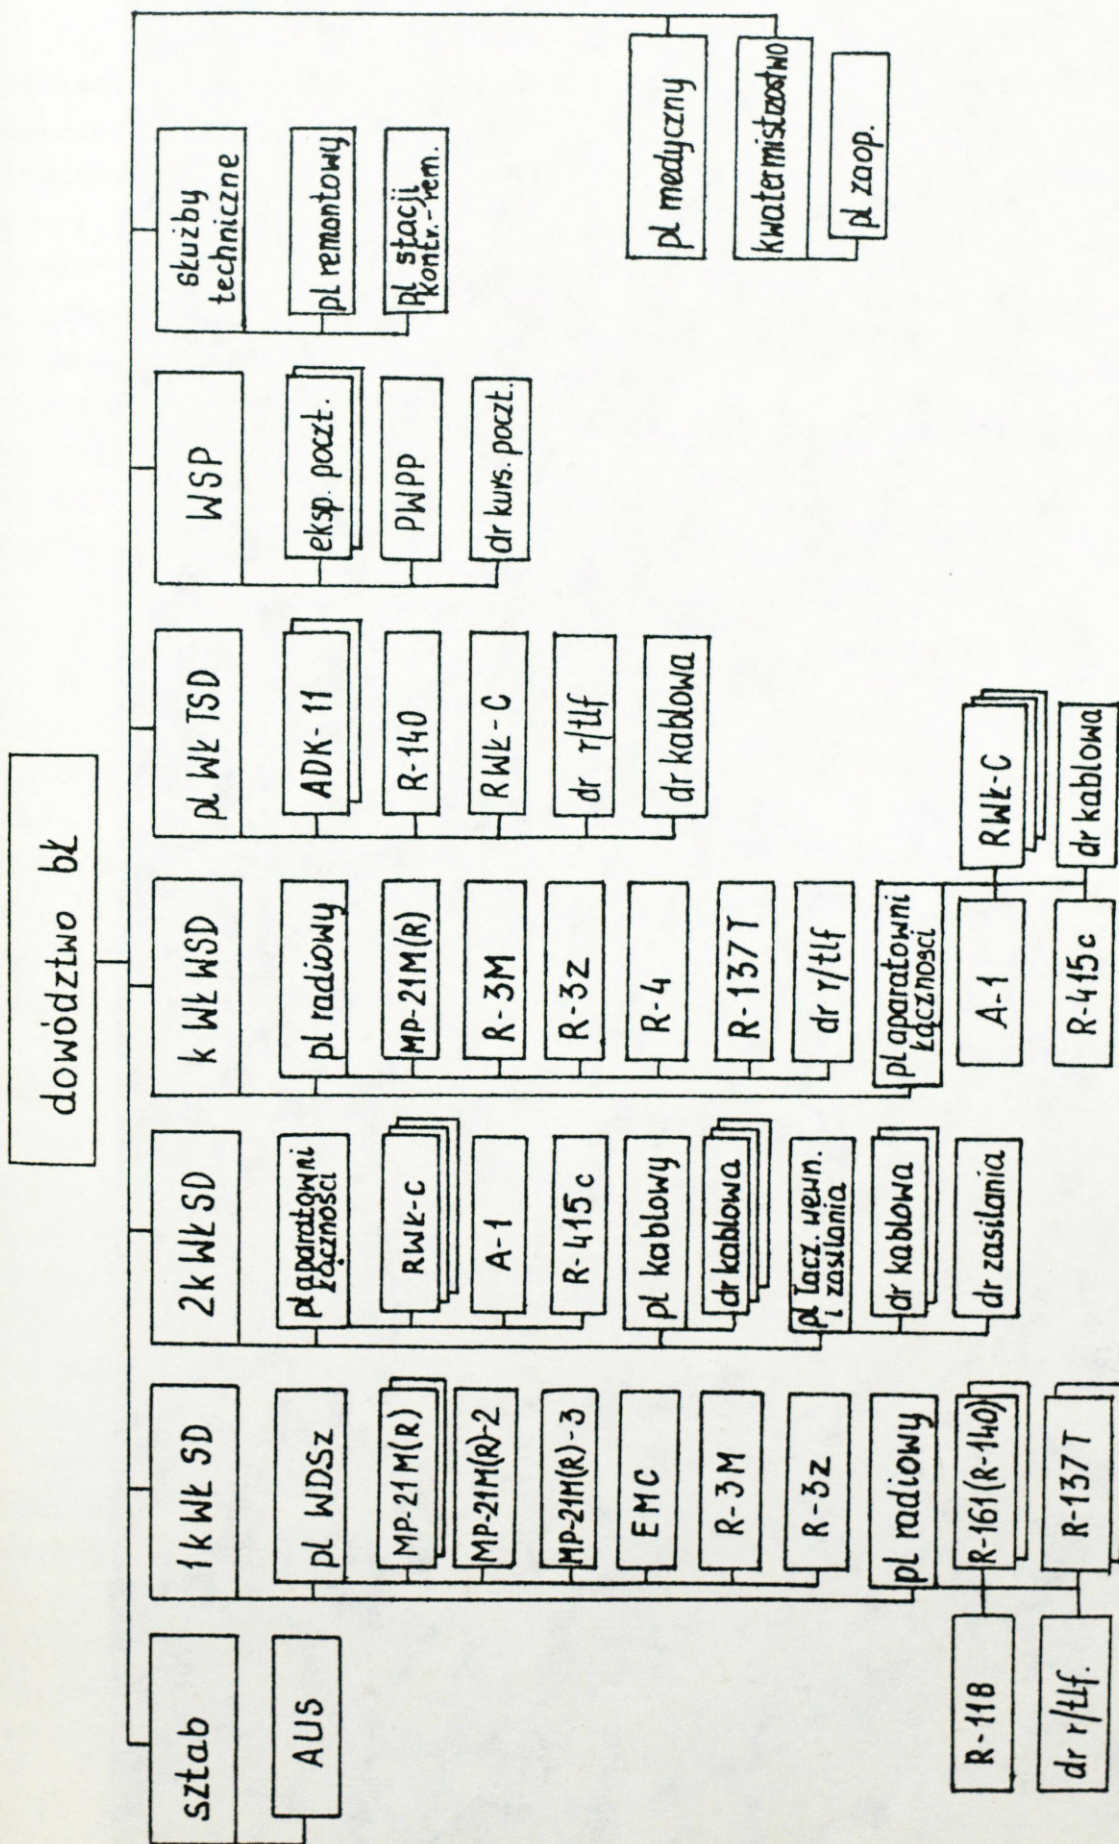 dowództwo bŁ
sztab
AUS
1k WŁ SD
pl WDSz
MP-21M(R)
MP-21M(R)-2
MP-21M(R)-3
EMC
R-3M
R-3z
pl radiowy
R-161(R-140)
R-137T
R-118
dr r/tlf.
2k WŁ SD
pl aparatowni
łączności
RWŁ-C
A-1
R-415c
pl kablowy
dr kablowa
pl łącz. wewn.
i zasilania
dr kablowa
dr zasilania
k WŁ WSD
pl radiowy
MP-21M(R)
R-3M
R-3z
R-4
R-137T
dr r/tlf
pl aparatowni
łączności
A-1
R-415c
RWŁ-C
dr kablowa
pl WŁ TSD
ADK-11
R-140
RWŁ-C
dr r/tlf
dr kablowa
WSP
eksp. poczt.
PWPP
dr kurs. poczt.
służby
techniczne
pl remontowy
pl stacji
kontr.-rem.
pl medyczny
kwatermistrzostwo
pl zaop.